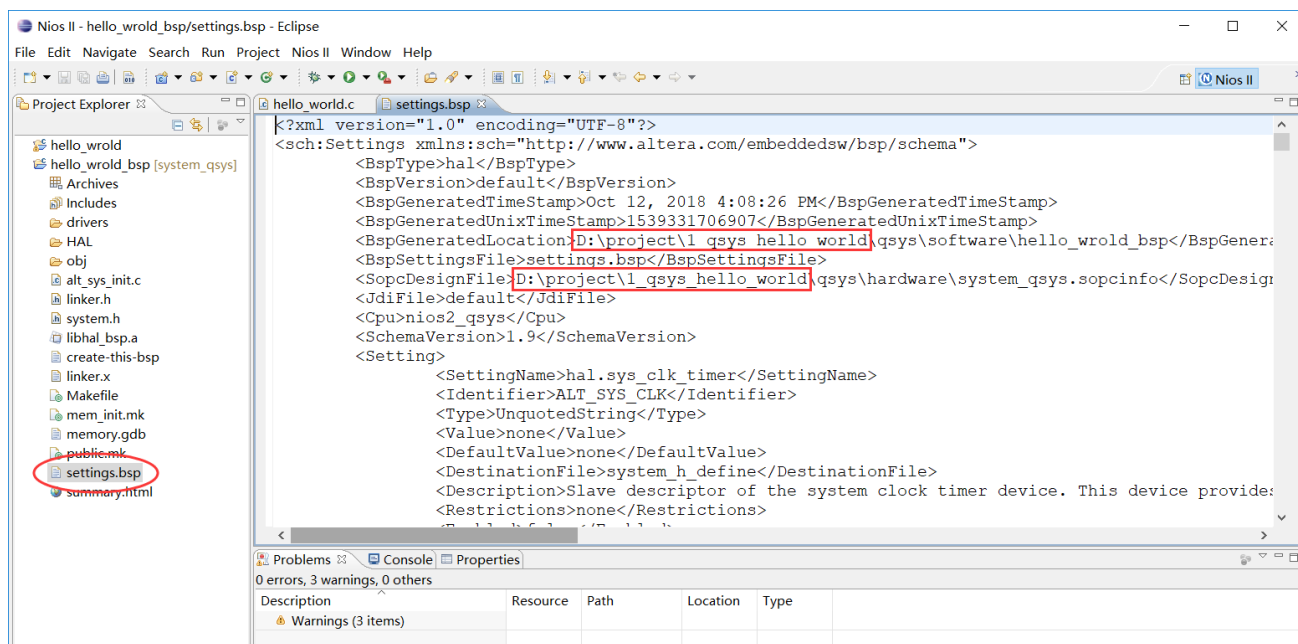 Nios II - hello_wrold_bsp/settings.bsp - Eclipse
File Edit Navigate Search Run Project Nios II Window Help
Nios II
Project Explorer
hello_wrold
hello_wrold_bsp [system_qsys]
Archives
Includes
drivers
HAL
obj
alt_sys_init.c
linker.h
system.h
libhal_bsp.a
create-this-bsp
linker.x
Makefile
mem_init.mk
memory.gdb
public.mk
settings.bsp
summary.html
hello_world.c settings.bsp
<?xml version="1.0" encoding="UTF-8"?>
<sch:Settings xmlns:sch="http://www.altera.com/embeddedsw/bsp/schema">
<BspType>hal</BspType>
<BspVersion>default</BspVersion>
<BspGeneratedTimeStamp>Oct 12, 2018 4:08:26 PM</BspGeneratedTimeStamp>
<BspGeneratedUnixTimeStamp>1539331706907</BspGeneratedUnixTimeStamp>
<BspGeneratedLocation>D:\project\1_qsys_hello_world\qsys\software\hello_wrold_bsp</BspGenera
<BspSettingsFile>settings.bsp</BspSettingsFile>
<SopcDesignFile>D:\project\1_qsys_hello_world\qsys\hardware\system_qsys.sopcinfo</SopcDesign
<JdiFile>default</JdiFile>
<Cpu>nios2_qsys</Cpu>
<SchemaVersion>1.9</SchemaVersion>
<Setting>
<SettingName>hal.sys_clk_timer</SettingName>
<Identifier>ALT_SYS_CLK</Identifier>
<Type>UnquotedString</Type>
<Value>none</Value>
<DefaultValue>none</DefaultValue>
<DestinationFile>system_h_define</DestinationFile>
<Description>Slave descriptor of the system clock timer device. This device provides
<Restrictions>none</Restrictions>
Problems Console Properties
0 errors, 3 warnings, 0 others
Description Resource Path Location Type
Warnings (3 items)